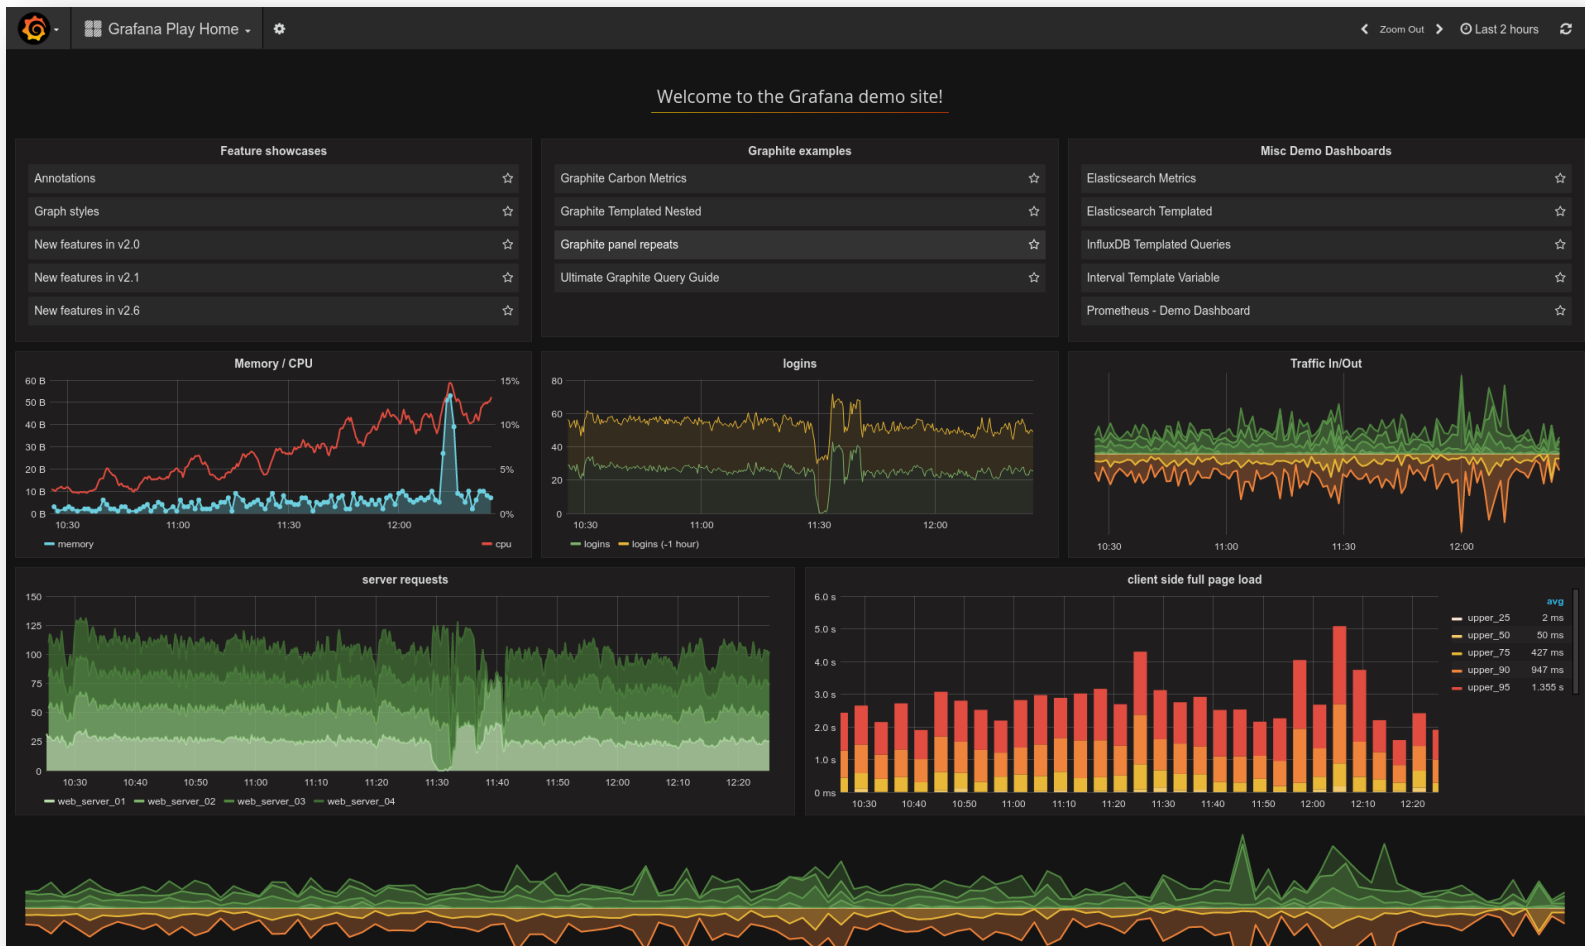 Grafana Play Home
Zoom Out
Last 2 hours
Welcome to the Grafana demo site!
Feature showcases
Annotations
Graph styles
New features in v2.0
New features in v2.1
New features in v2.6
Graphite examples
Graphite Carbon Metrics
Graphite Templated Nested
Graphite panel repeats
Ultimate Graphite Query Guide
Misc Demo Dashboards
Elasticsearch Metrics
Elasticsearch Templated
InfluxDB Templated Queries
Interval Template Variable
Prometheus - Demo Dashboard
Memory / CPU
60 B
50 B
40 B
30 B
20 B
10 B
0 B
15%
10%
5%
0%
10:30 11:00 11:30 12:00
memory
cpu
logins
80
60
40
20
0
10:30 11:00 11:30 12:00
logins logins (-1 hour)
Traffic In/Out
10:30 11:00 11:30 12:00
server requests
150
125
100
75
50
25
0
10:30 10:40 10:50 11:00 11:10 11:20 11:30 11:40 11:50 12:00 12:10 12:20
web_server_01 web_server_02 web_server_03 web_server_04
client side full page load
6.0 s
5.0 s
4.0 s
3.0 s
2.0 s
1.0 s
0 ms
10:30 10:40 10:50 11:00 11:10 11:20 11:30 11:40 11:50 12:00 12:10 12:20
avg
upper_25 2 ms
upper_50 50 ms
upper_75 427 ms
upper_90 947 ms
upper_95 1.355 s